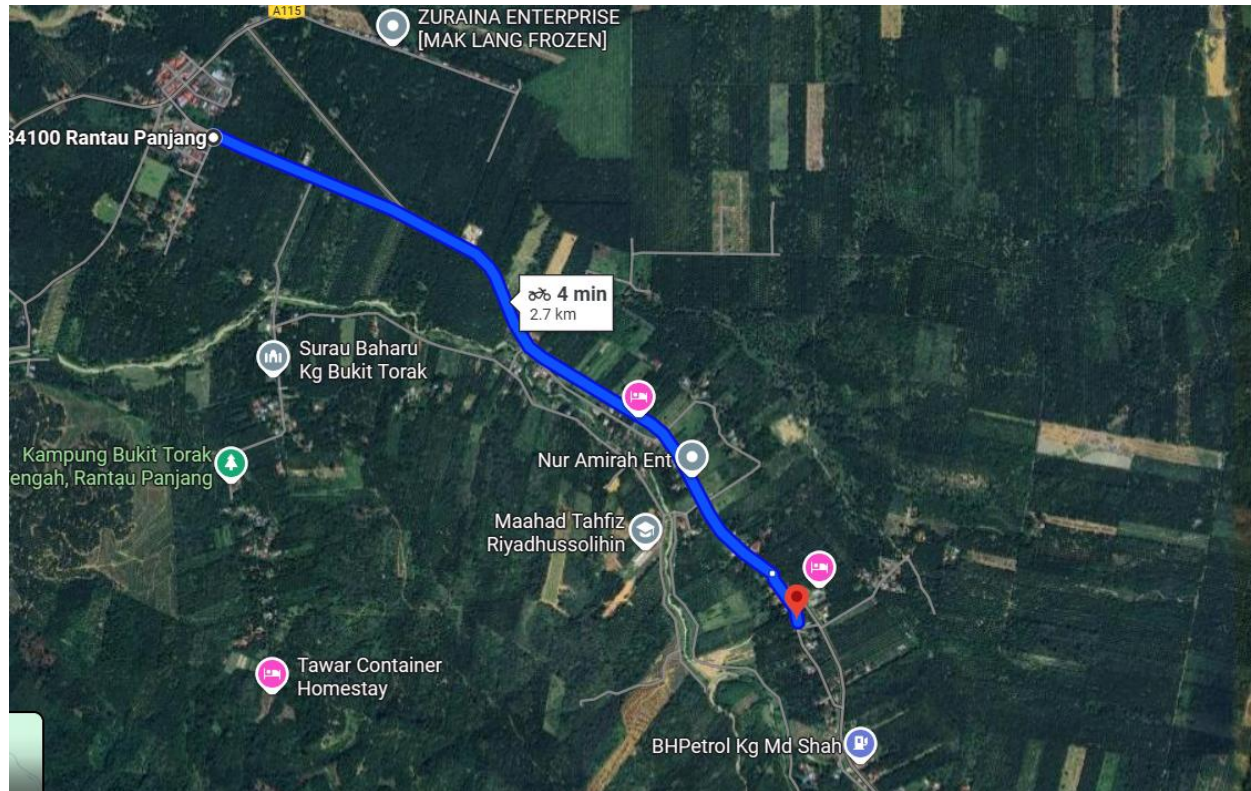 A115
ZURAINA ENTERPRISE
[MAK LANG FROZEN]
34100 Rantau Panjang
4 min
2.7 km
Surau Baharu
Kg Bukit Torak
Kampung Bukit Torak
engah, Rantau Panjang
Nur Amirah Ent
Maahad Tahfiz
Riyadhussolihin
Tawar Container
Homestay
BHPetrol Kg Md Shah